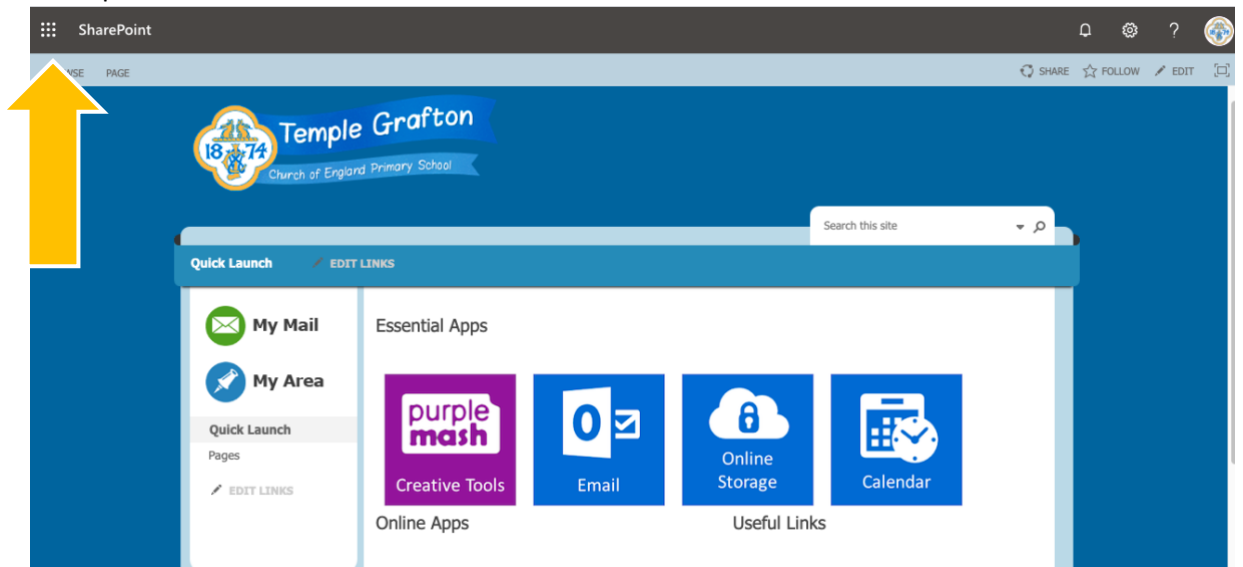 SharePoint
PAGE
SHARE FOLLOW EDIT
Temple Grafton
18 74
Church of England Primary School
Search this site
Quick Launch EDIT LINKS
My Mail
My Area
Quick Launch
Pages
EDIT LINKS
Essential Apps
purple
mash
Creative Tools
Email
Online
Storage
Calendar
Online Apps
Useful Links